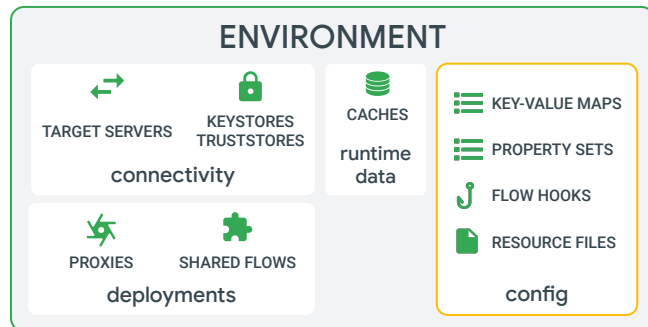 ENVIRONMENT
TARGET SERVERS
KEYSTORES
TRUSTSTORES
connectivity
CACHES
runtime
data
PROXIES
SHARED FLOWS
deployments
KEY-VALUE MAPS
PROPERTY SETS
FLOW HOOKS
RESOURCE FILES
config